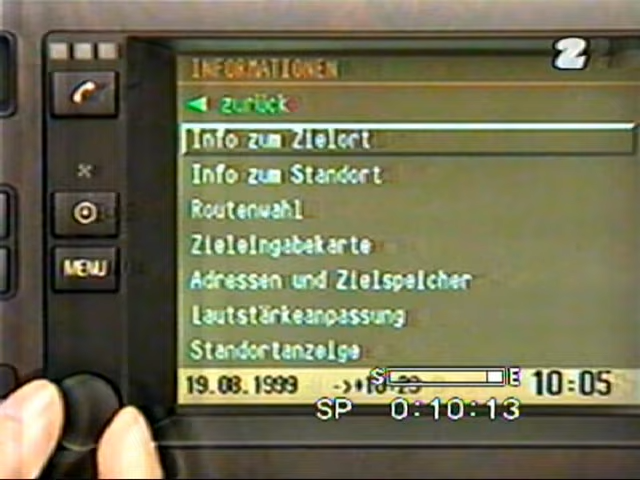 2
INFORMATIONEN
zurück
Info zum Zielort
Info zum Standort
Routenwahl
Zieleingabekarte
MENU
Adressen und Zielspeicher
Lautstärkeanpassung
Standortanzeige
19.08.1999 S E 10:05
SP 0:10:13